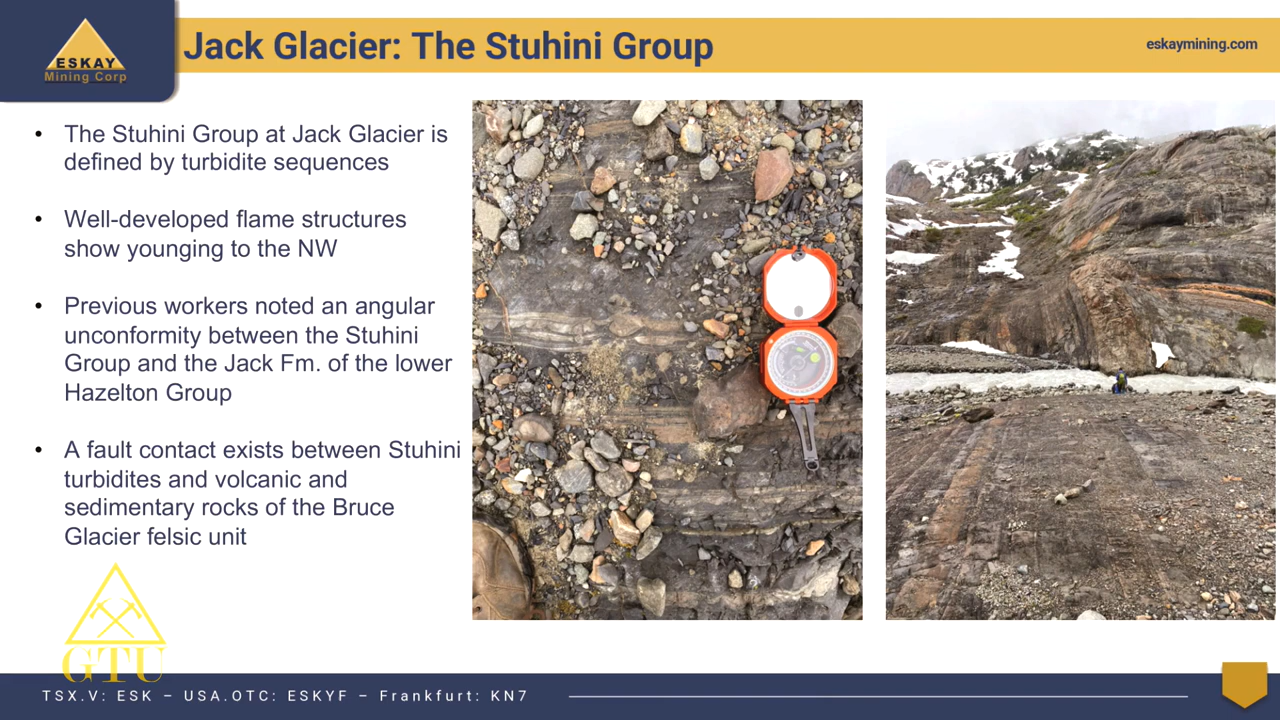 ESKAY
Mining Corp
Jack Glacier: The Stuhini Group
eskaymining.com
• The Stuhini Group at Jack Glacier is
defined by turbidite sequences
• Well-developed flame structures
show younging to the NW
• Previous workers noted an angular
unconformity between the Stuhini
Group and the Jack Fm. of the lower
Hazelton Group
• A fault contact exists between Stuhini
turbidites and volcanic and
sedimentary rocks of the Bruce
Glacier felsic unit
GTU
TSX.V: ESK – USA.OTC: ESKYF – Frankfurt: KN7